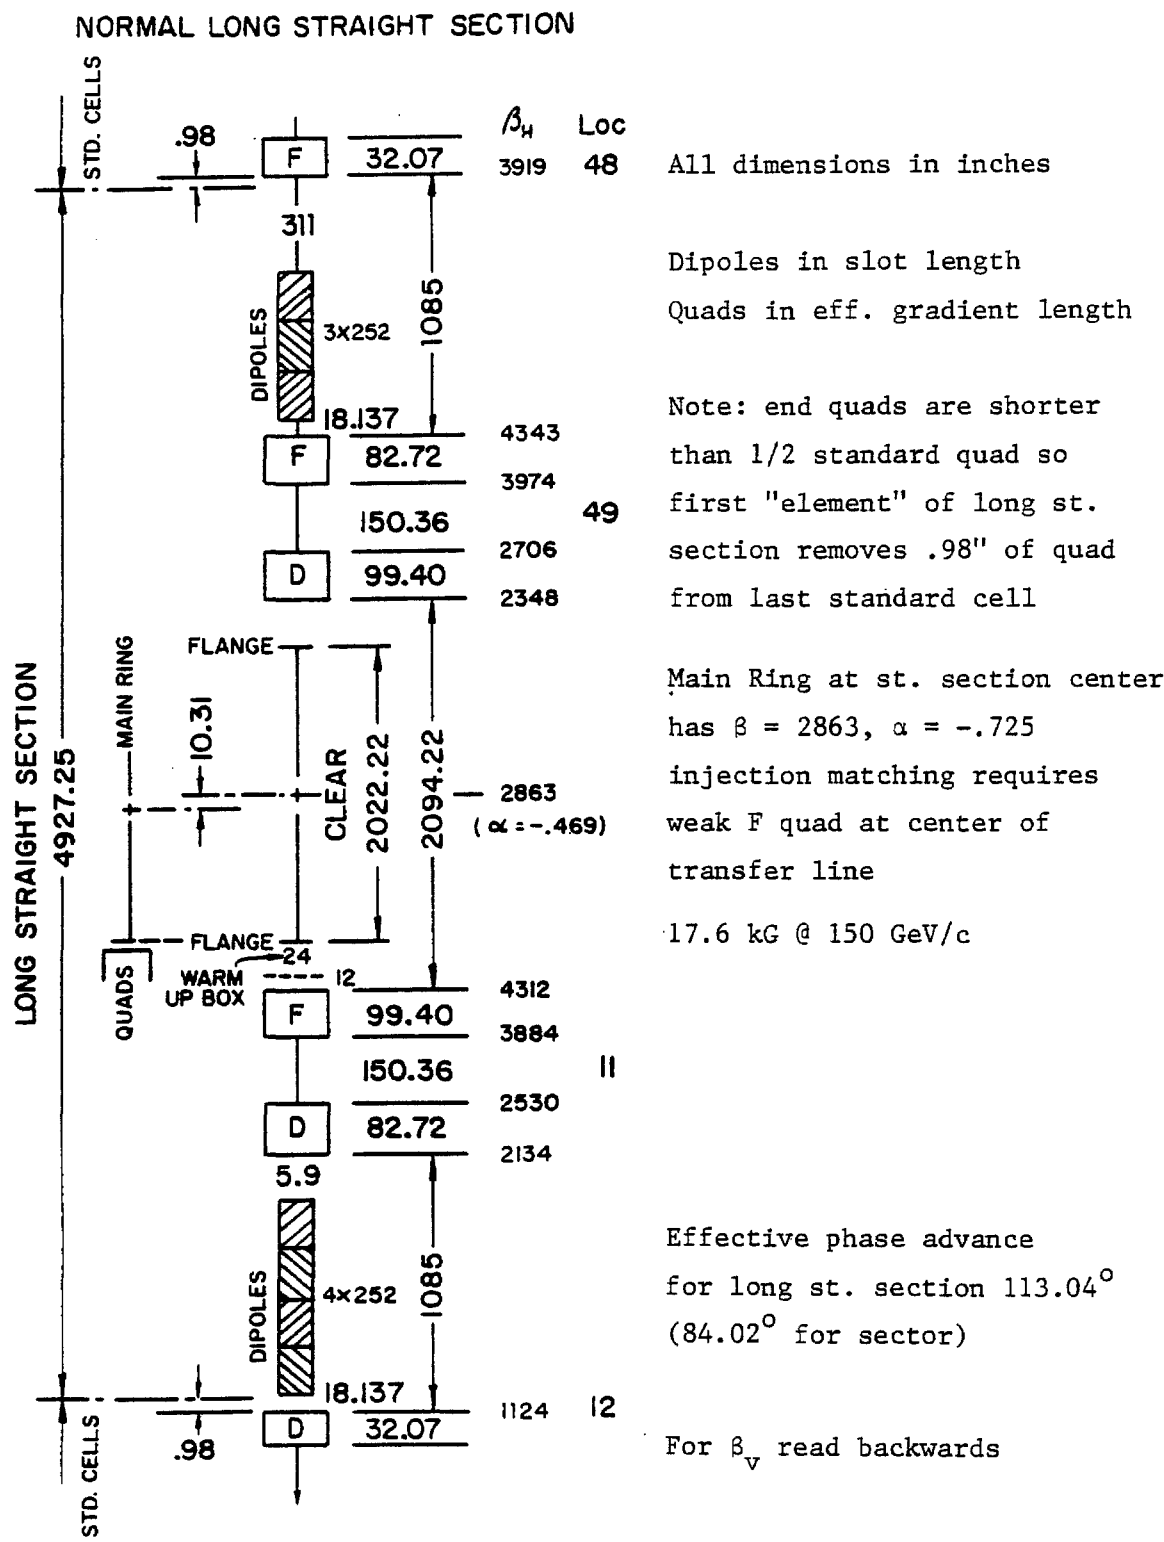 NORMAL LONG STRAIGHT SECTION
STD. CELLS
.98
F
32.07
βH Loc
3919 48
All dimensions in inches
311
Dipoles in slot length
Quads in eff. gradient length
DIPOLES
3X252
1085
18.137
Note: end quads are shorter
than 1/2 standard quad so
first "element" of long st.
section removes .98" of quad
from last standard cell
F
82.72
4343
3974
150.36
49
2706
D
99.40
2348
FLANGE
MAIN RING
10.31
CLEAR
2022.22
2094.22
2863
(α=-.469)
Main Ring at st. section center
has β = 2863, α = -.725
injection matching requires
weak F quad at center of
transfer line
17.6 kG @ 150 GeV/c
LONG STRAIGHT SECTION
4927.25
FLANGE
24
WARM
UP BOX
12
QUADS
F
99.40
4312
3884
150.36
11
2530
D
82.72
2134
5.9
DIPOLES
4X252
1085
18.137
Effective phase advance
for long st. section 113.04°
(84.02° for sector)
1124 12
D
32.07
.98
STD. CELLS
For βv read backwards